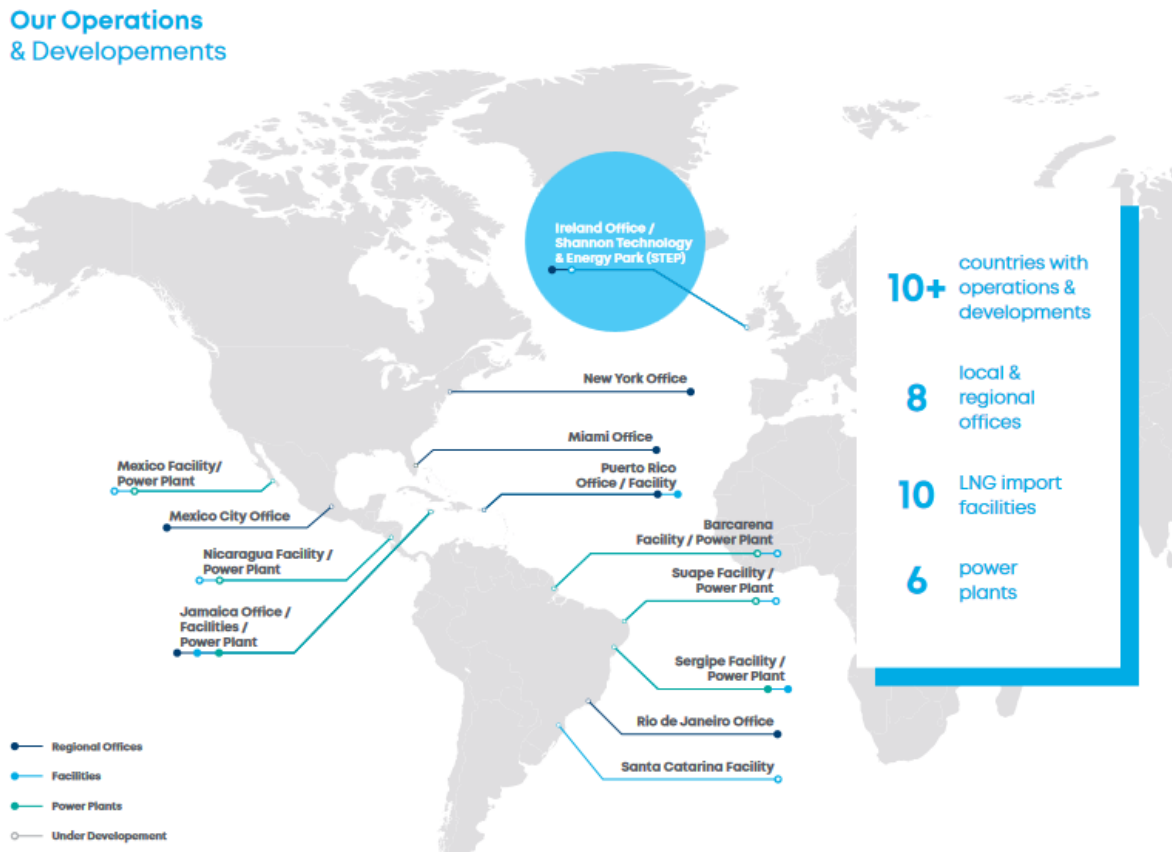 Our Operations
& Developements
Ireland Office /
Shannon Technology
& Energy Park (STEP)
New York Office
Miami Office
Puerto Rico
Office / Facility
Mexico Facility/
Power Plant
Mexico City Office
Nicaragua Facility /
Power Plant
Jamaica Office /
Facilities /
Power Plant
Barcarena
Facility / Power Plant
Suape Facility /
Power Plant
Sergipe Facility /
Power Plant
Rio de Janeiro Office
Santa Catarina Facility
10+
countries with
operations &
developments
8
local &
regional
offices
10
LNG import
facilities
6
power
plants
Regional Offices
Facilities
Power Plants
Under Developement